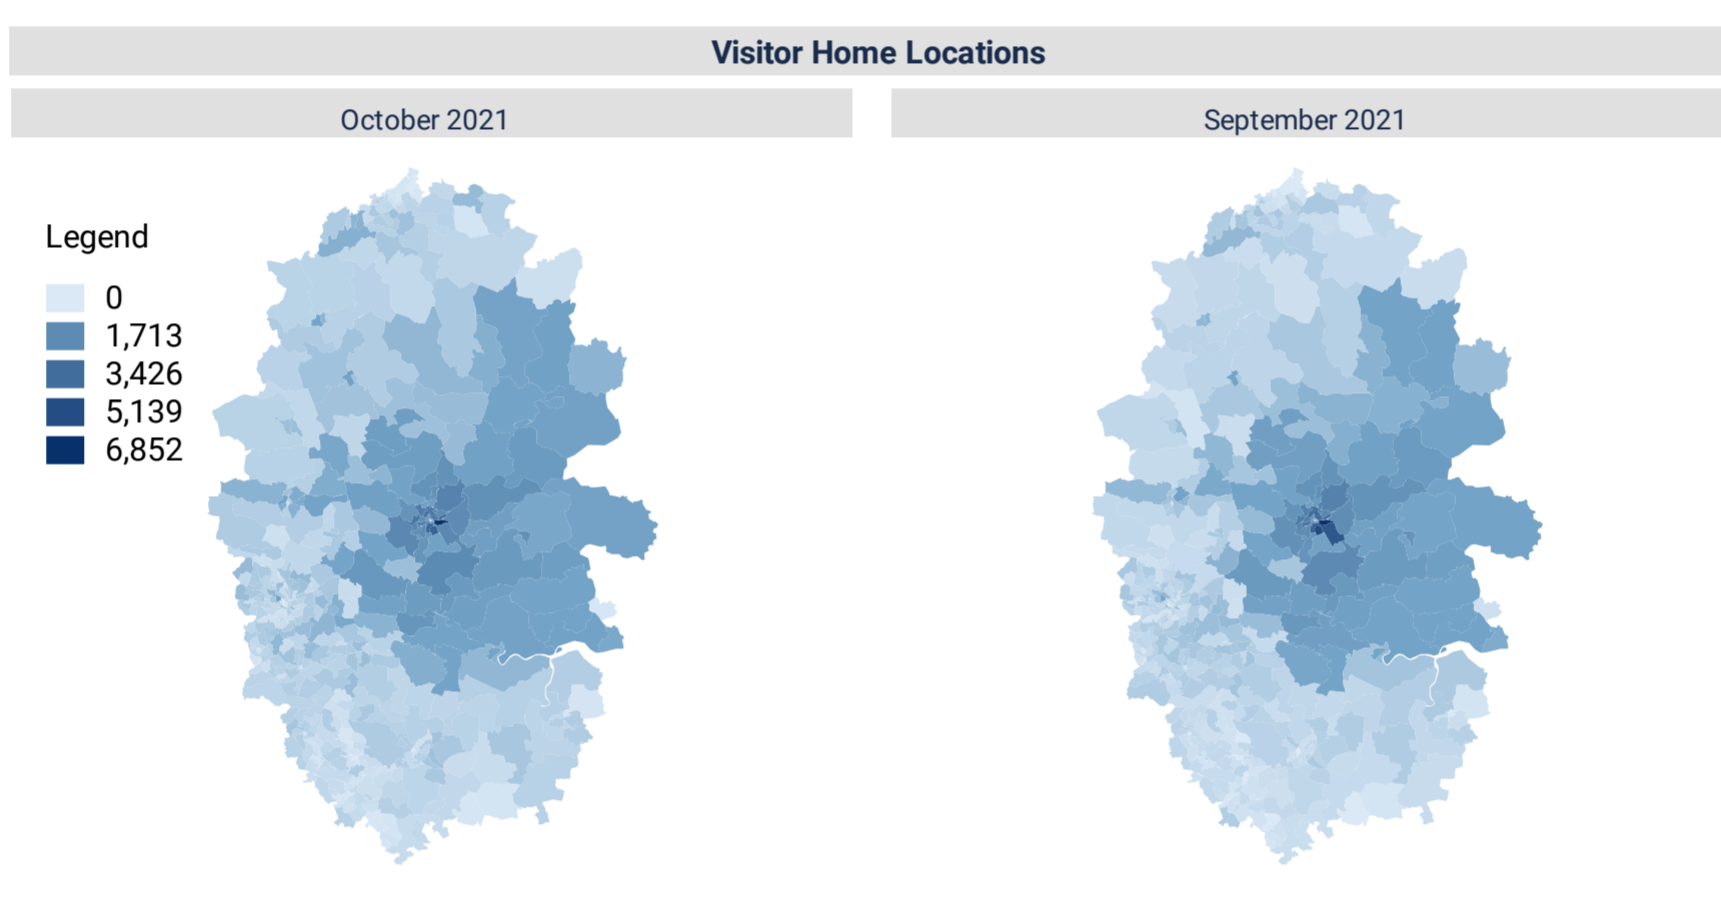 Visitor Home Locations
October 2021
September 2021
Legend
0
1,713
3,426
5,139
6,852